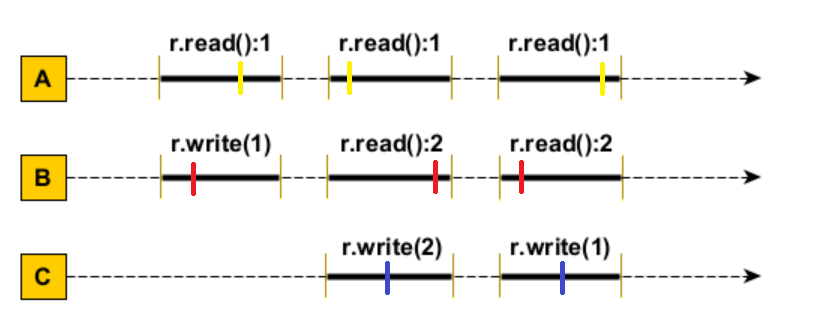 r.read():1 r.read():1 r.read():1
A
r.write(1) r.read():2 r.read():2
B
r.write(2) r.write(1)
C